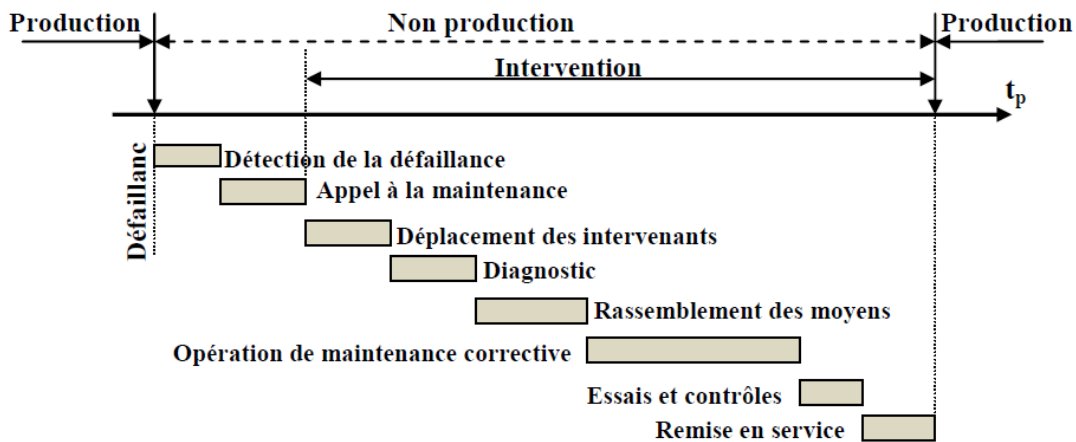 Production
Non production
Production
Intervention
tp
Défaillanc
Détection de la défaillance
Appel à la maintenance
Déplacement des intervenants
Diagnostic
Rassemblement des moyens
Opération de maintenance corrective
Essais et contrôles
Remise en service